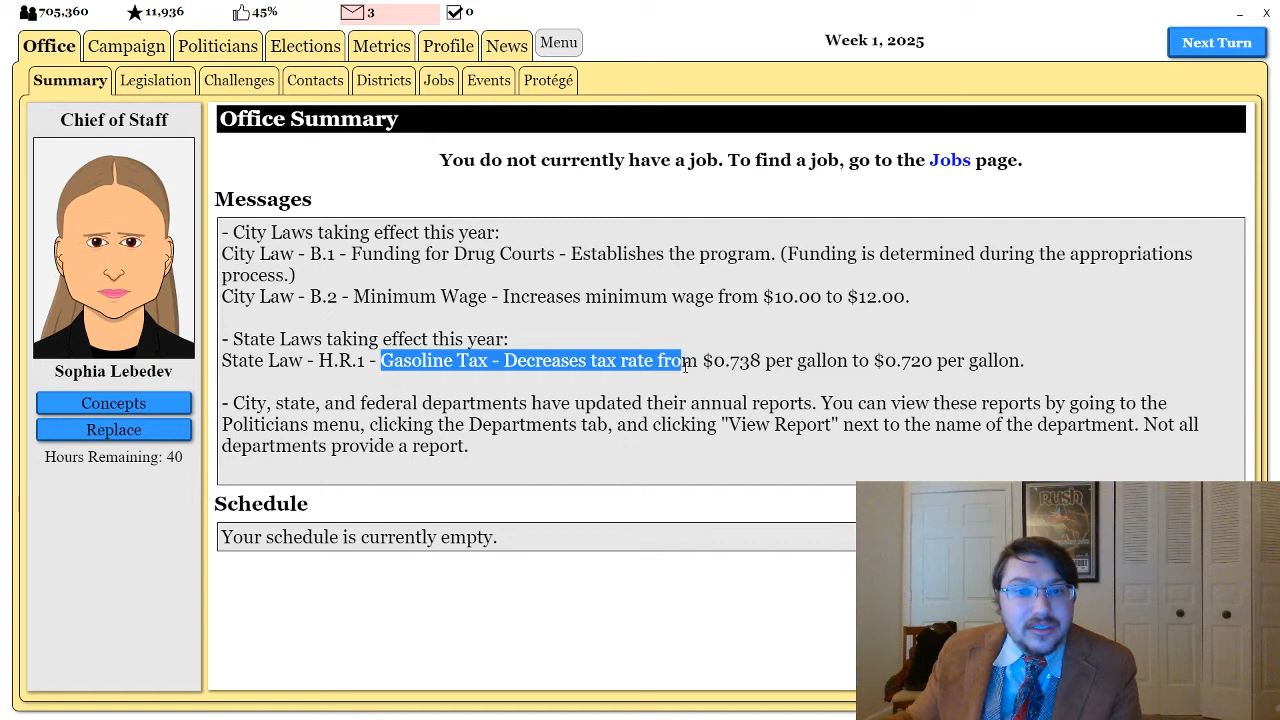 705,360 11,936 45% 3 0
_ X
Office Campaign Politicians Elections Metrics Profile News Menu
Week 1, 2025
Next Turn
Summary Legislation Challenges Contacts Districts Jobs Events Protégé
Chief of Staff
Sophia Lebedev
Concepts
Replace
Hours Remaining: 40
Office Summary
You do not currently have a job. To find a job, go to the Jobs page.
Messages
- City Laws taking effect this year:
City Law - B.1 - Funding for Drug Courts - Establishes the program. (Funding is determined during the appropriations
process.)
City Law - B.2 - Minimum Wage - Increases minimum wage from $10.00 to $12.00.
- State Laws taking effect this year:
State Law - H.R.1 - Gasoline Tax - Decreases tax rate from $0.738 per gallon to $0.720 per gallon.
- City, state, and federal departments have updated their annual reports. You can view these reports by going to the
Politicians menu, clicking the Departments tab, and clicking "View Report" next to the name of the department. Not all
departments provide a report.
Schedule
Your schedule is currently empty.
RUSH